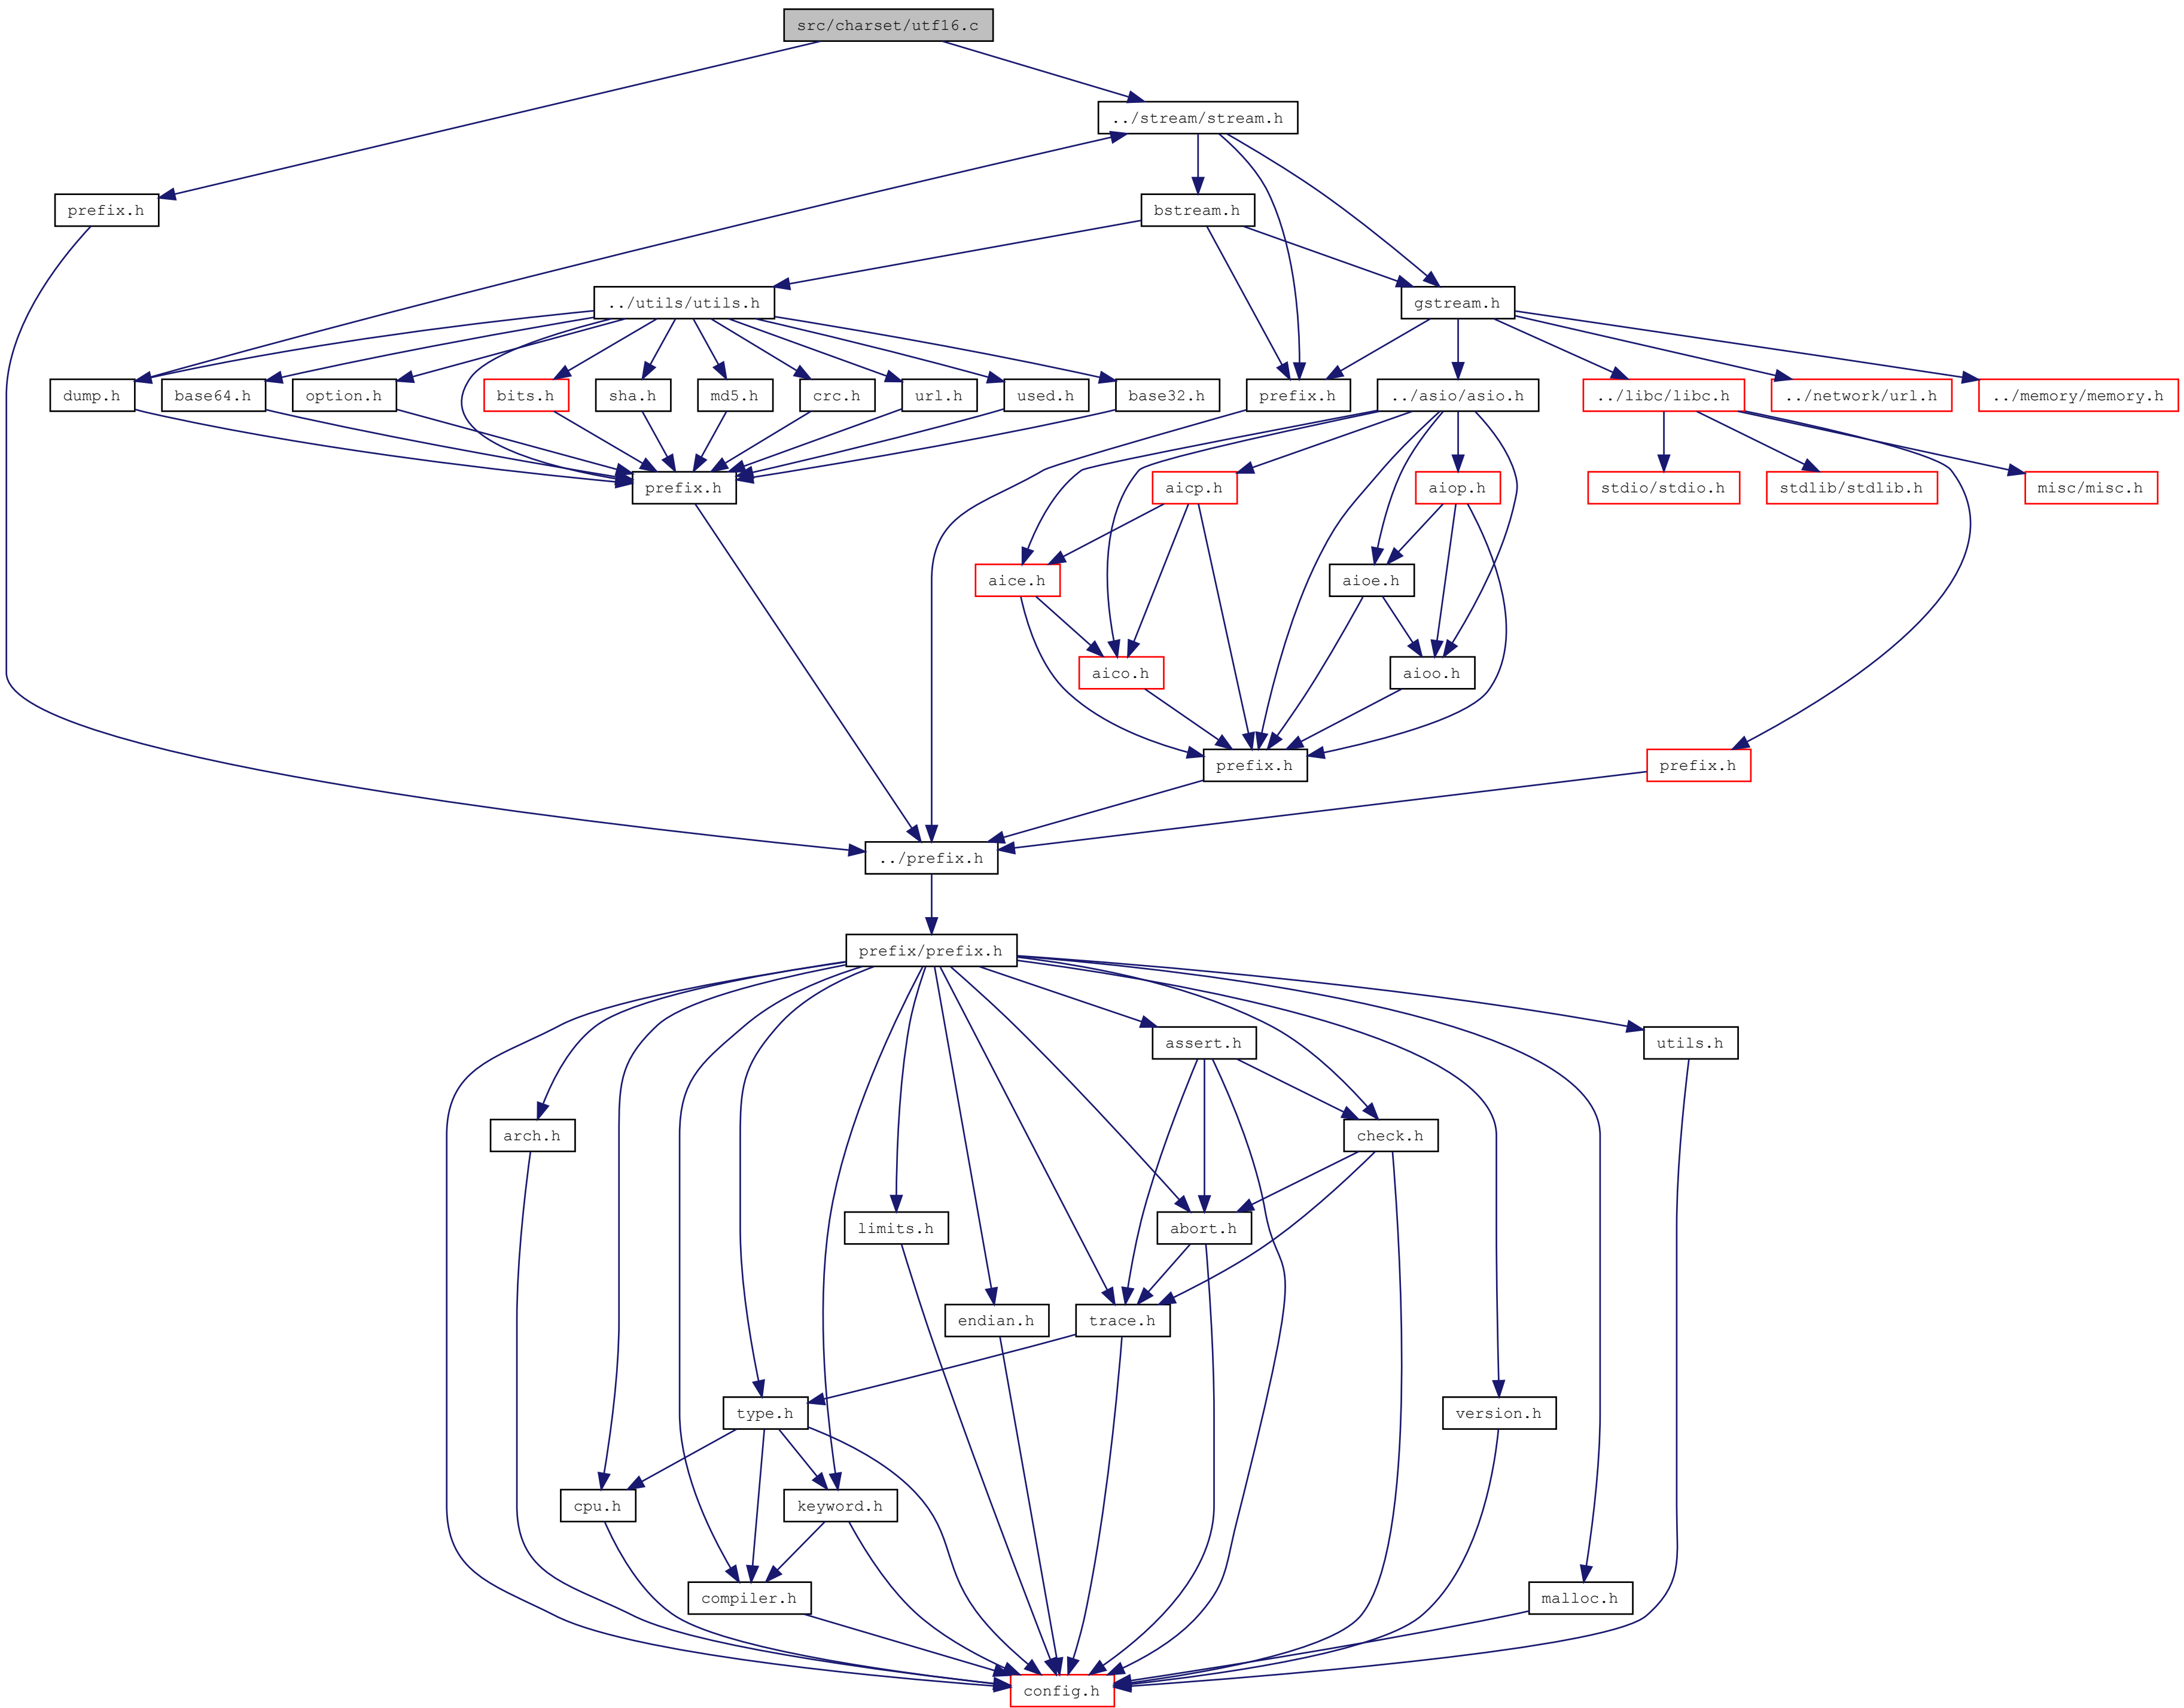 src/charset/utf16.c
../stream/stream.h
prefix.h
bstream.h
../utils/utils.h
gstream.h
dump.h
base64.h
option.h
bits.h
sha.h
md5.h
crc.h
url.h
used.h
base32.h
prefix.h
../asio/asio.h
../libc/libc.h
../network/url.h
../memory/memory.h
prefix.h
aicp.h
aiop.h
stdio/stdio.h
stdlib/stdlib.h
misc/misc.h
aice.h
aioe.h
aico.h
aioo.h
prefix.h
prefix.h
../prefix.h
prefix/prefix.h
assert.h
utils.h
arch.h
check.h
limits.h
abort.h
endian.h
trace.h
type.h
version.h
cpu.h
keyword.h
compiler.h
malloc.h
config.h